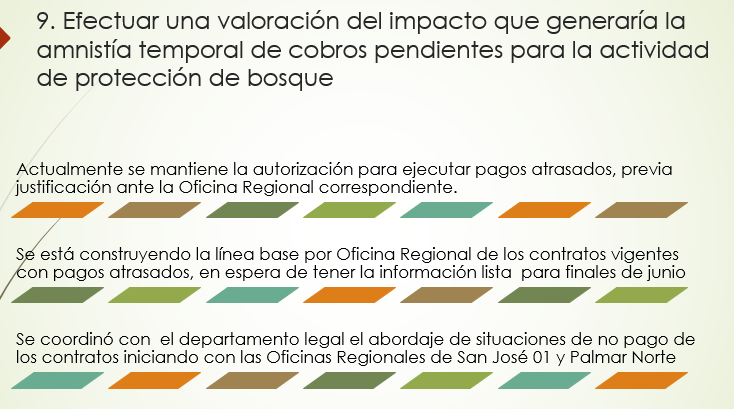 9. Efectuar una valoración del impacto que generaría la
amnistía temporal de cobros pendientes para la actividad
de protección de bosque
Actualmente se mantiene la autorización para ejecutar pagos atrasados, previa
justificación ante la Oficina Regional correspondiente.
Se está construyendo la línea base por Oficina Regional de los contratos vigentes
con pagos atrasados, en espera de tener la información lista para finales de junio
Se coordinó con el departamento legal el abordaje de situaciones de no pago de
los contratos iniciando con las Oficinas Regionales de San José 01 y Palmar Norte